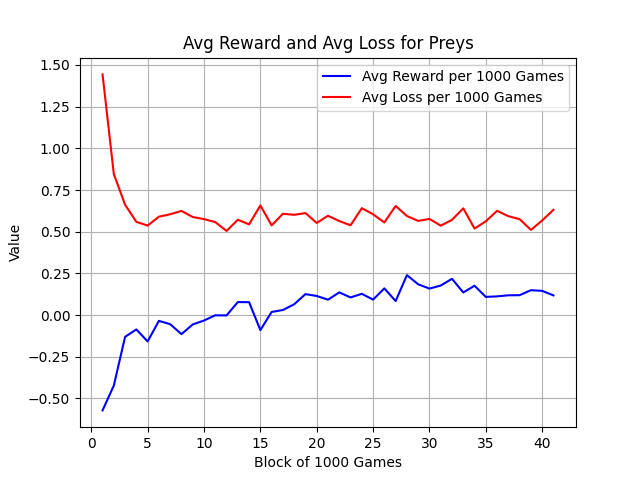 Avg Reward and Avg Loss for Preys
Avg Reward per 1000 Games
Avg Loss per 1000 Games
1.50
1.25
1.00
0.75
0.50
0.25
0.00
−0.25
−0.50
Value
0 5 10 15 20 25 30 35 40
Block of 1000 Games